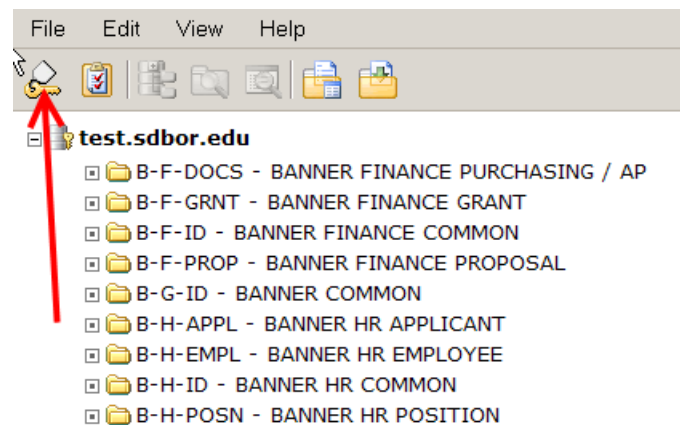 File Edit View Help
test.sdbor.edu
B-F-DOCS - BANNER FINANCE PURCHASING / AP
B-F-GRNT - BANNER FINANCE GRANT
B-F-ID - BANNER FINANCE COMMON
B-F-PROP - BANNER FINANCE PROPOSAL
B-G-ID - BANNER COMMON
B-H-APPL - BANNER HR APPLICANT
B-H-EMPL - BANNER HR EMPLOYEE
B-H-ID - BANNER HR COMMON
B-H-POSN - BANNER HR POSITION